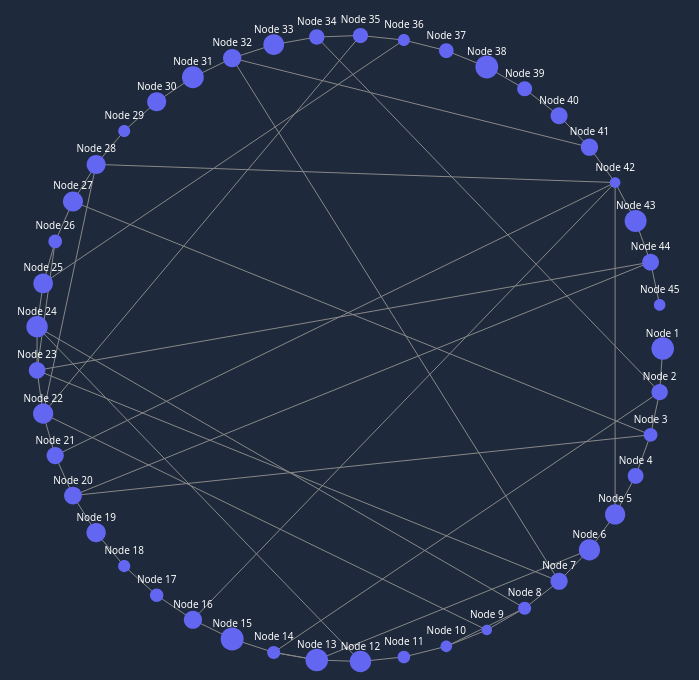 Node 1
Node 2
Node 3
Node 4
Node 5
Node 6
Node 7
Node 8
Node 9
Node 10
Node 11
Node 12
Node 13
Node 14
Node 15
Node 16
Node 17
Node 18
Node 19
Node 20
Node 21
Node 22
Node 23
Node 24
Node 25
Node 26
Node 27
Node 28
Node 29
Node 30
Node 31
Node 32
Node 33
Node 34
Node 35
Node 36
Node 37
Node 38
Node 39
Node 40
Node 41
Node 42
Node 43
Node 44
Node 45